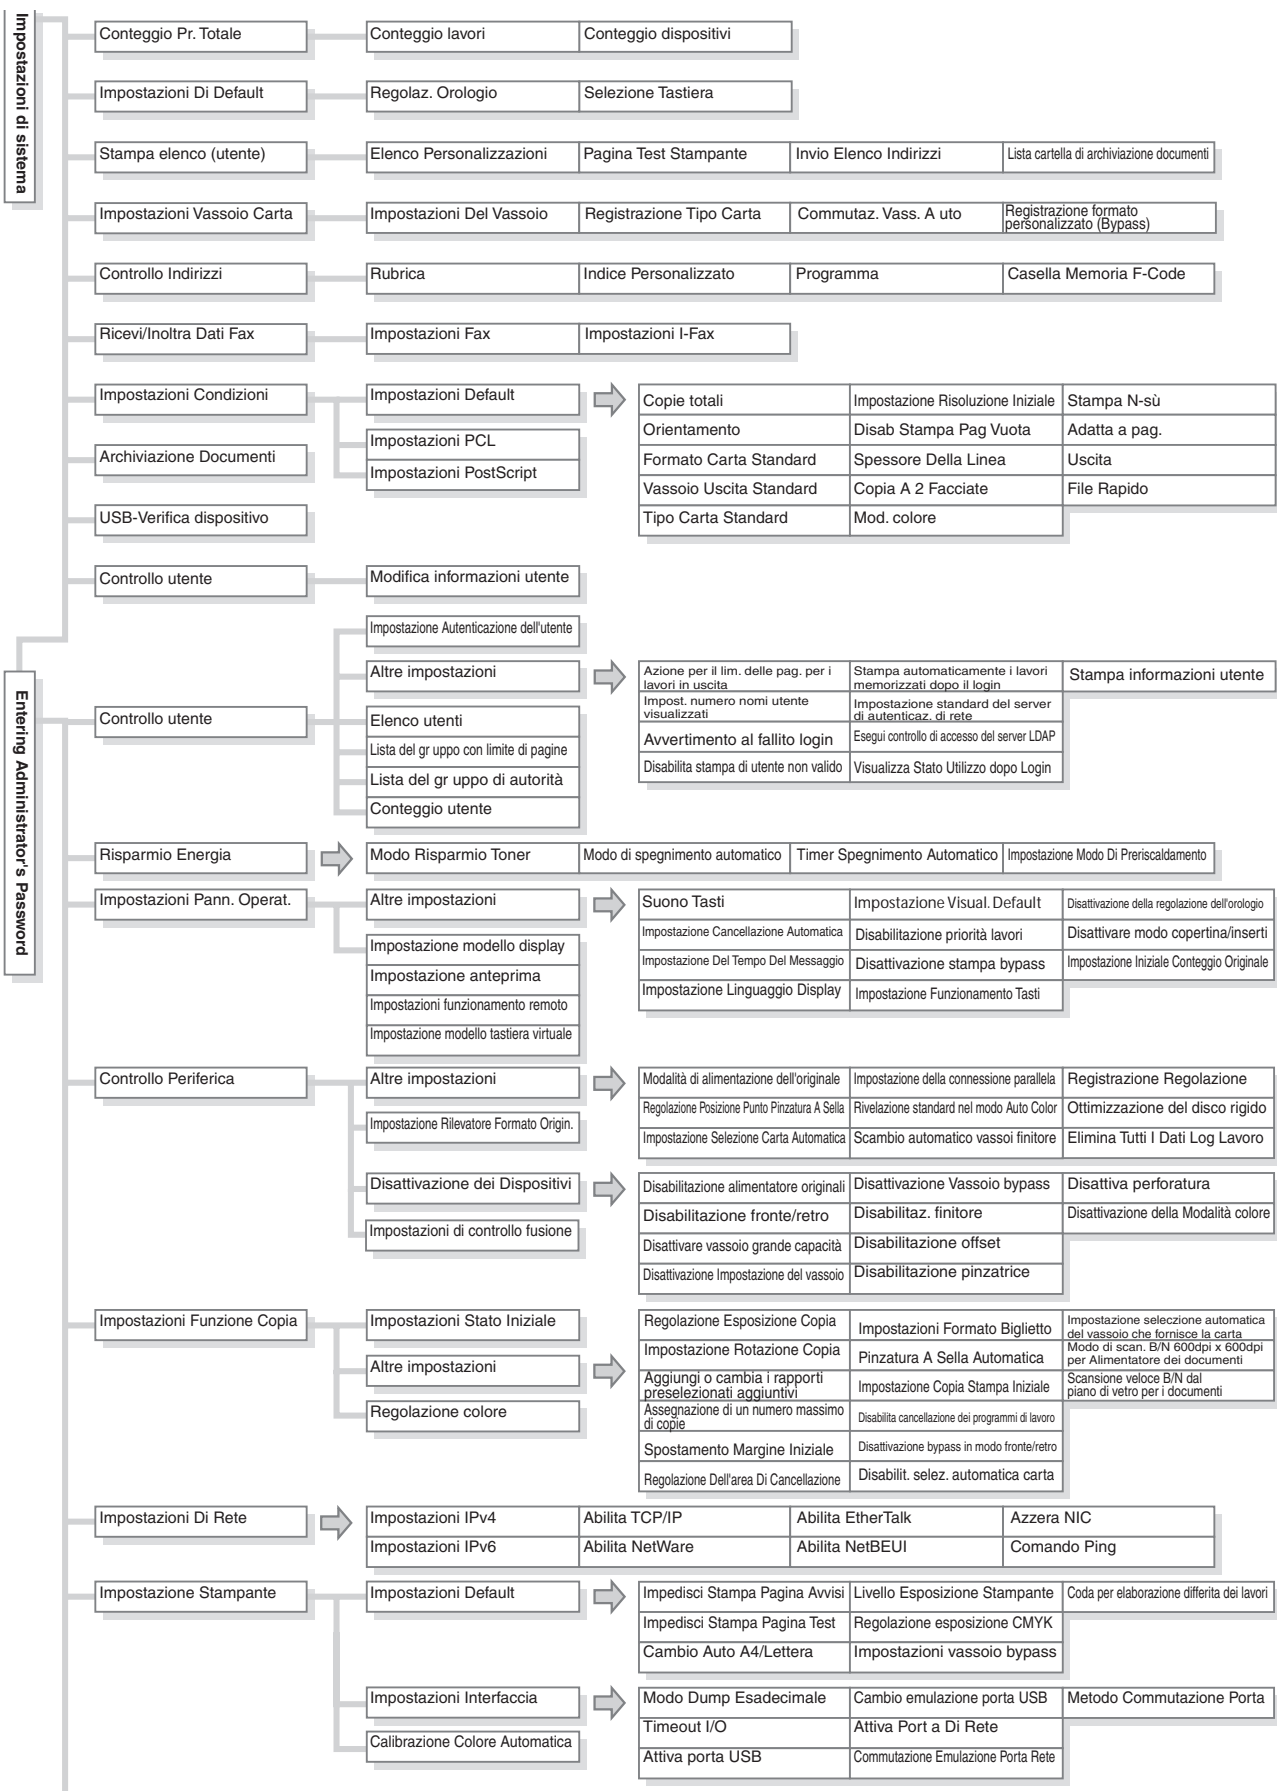 Impostazioni di sistema
Conteggio Pr. Totale
Conteggio lavori
Conteggio dispositivi
Impostazioni Di Default
Regolaz. Orologio
Selezione Tastiera
Stampa elenco (utente)
Elenco Personalizzazioni
Pagina Test Stampante
Invio Elenco Indirizzi
Lista cartella di archiviazione documenti
Impostazioni Vassoio Carta
Impostazioni Del Vassoio
Registrazione Tipo Carta
Commutaz. Vass. A uto
Registrazione formato
personalizzato (Bypass)
Controllo Indirizzi
Rubrica
Indice Personalizzato
Programma
Casella Memoria F-Code
Ricevi/Inoltra Dati Fax
Impostazioni Fax
Impostazioni I-Fax
Impostazioni Condizioni
Impostazioni Default
Impostazioni PCL
Impostazioni PostScript
Copie totali
Impostazione Risoluzione Iniziale
Stampa N-sù
Orientamento
Disab Stampa Pag Vuota
Adatta a pag.
Formato Carta Standard
Spessore Della Linea
Uscita
Vassoio Uscita Standard
Copia A 2 Facciate
File Rapido
Tipo Carta Standard
Mod. colore
Archiviazione Documenti
USB-Verifica dispositivo
Controllo utente
Modifica informazioni utente
Entering Administrator's Password
Controllo utente
Impostazione Autenticazione dell'utente
Altre impostazioni
Elenco utenti
Lista del gr uppo con limite di pagine
Lista del gr uppo di autorità
Conteggio utente
Azione per il lim. delle pag. per i
lavori in uscita
Stampa automaticamente i lavori
memorizzati dopo il login
Stampa informazioni utente
Impost. numero nomi utente
visualizzati
Impostazione standard del server
di autenticaz. di rete
Avvertimento al fallito login
Esegui controllo di accesso del server LDAP
Disabilita stampa di utente non valido
Visualizza Stato Utilizzo dopo Login
Risparmio Energia
Modo Risparmio Toner
Modo di spegnimento automatico
Timer Spegnimento Automatico
Impostazione Modo Di Preriscaldamento
Impostazioni Pann. Operat.
Altre impostazioni
Impostazione modello display
Impostazione anteprima
Impostazioni funzionamento remoto
Impostazione modello tastiera virtuale
Suono Tasti
Impostazione Visual. Default
Disattivazione della regolazione dell'orologio
Impostazione Cancellazione Automatica
Disabilitazione priorità lavori
Disattivare modo copertina/inserti
Impostazione Del Tempo Del Messaggio
Disattivazione stampa bypass
Impostazione Iniziale Conteggio Originale
Impostazione Linguaggio Display
Impostazione Funzionamento Tasti
Controllo Periferica
Altre impostazioni
Impostazione Rilevatore Formato Origin.
Disattivazione dei Dispositivi
Impostazioni di controllo fusione
Modalità di alimentazione dell'originale
Impostazione della connessione parallela
Registrazione Regolazione
Regolazione Posizione Punto Pinzatura A Sella
Rivelazione standard nel modo Auto Color
Ottimizzazione del disco rigido
Impostazione Selezione Carta Automatica
Scambio automatico vassoi finitore
Elimina Tutti I Dati Log Lavoro
Disabilitazione alimentatore originali
Disattivazione Vassoio bypass
Disattiva perforatura
Disabilitazione fronte/retro
Disabilitaz. finitore
Disattivazione della Modalità colore
Disattivare vassoio grande capacità
Disabilitazione offset
Disattivazione Impostazione del vassoio
Disabilitazione pinzatrice
Impostazioni Funzione Copia
Impostazioni Stato Iniziale
Altre impostazioni
Regolazione colore
Regolazione Esposizione Copia
Impostazioni Formato Biglietto
Impostazione seleczione automatica
del vassoio che fornisce la carta
Impostazione Rotazione Copia
Pinzatura A Sella Automatica
Modo di scan. B/N 600dpi x 600dpi
per Alimentatore dei documenti
Aggiungi o cambia i rapporti
preselezionati aggiuntivi
Impostazione Copia Stampa Iniziale
Scansione veloce B/N dal
piano di vetro per i documenti
Assegnazione di un numero massimo
di copie
Disabilita cancellazione dei programmi di lavoro
Spostamento Margine Iniziale
Disattivazione bypass in modo fronte/retro
Regolazione Dell'area Di Cancellazione
Disabilit. selez. automatica carta
Impostazioni Di Rete
Impostazioni IPv4
Abilita TCP/IP
Abilita EtherTalk
Azzera NIC
Impostazioni IPv6
Abilita NetWare
Abilita NetBEUI
Comando Ping
Impostazione Stampante
Impostazioni Default
Impedisci Stampa Pagina Avvisi
Livello Esposizione Stampante
Coda per elaborazione differita dei lavori
Impedisci Stampa Pagina Test
Regolazione esposizione CMYK
Cambio Auto A4/Lettera
Impostazioni vassoio bypass
Impostazioni Interfaccia
Calibrazione Colore Automatica
Modo Dump Esadecimale
Cambio emulazione porta USB
Metodo Commutazione Porta
Timeout I/O
Attiva Port a Di Rete
Attiva porta USB
Commutazione Emulazione Porta Rete